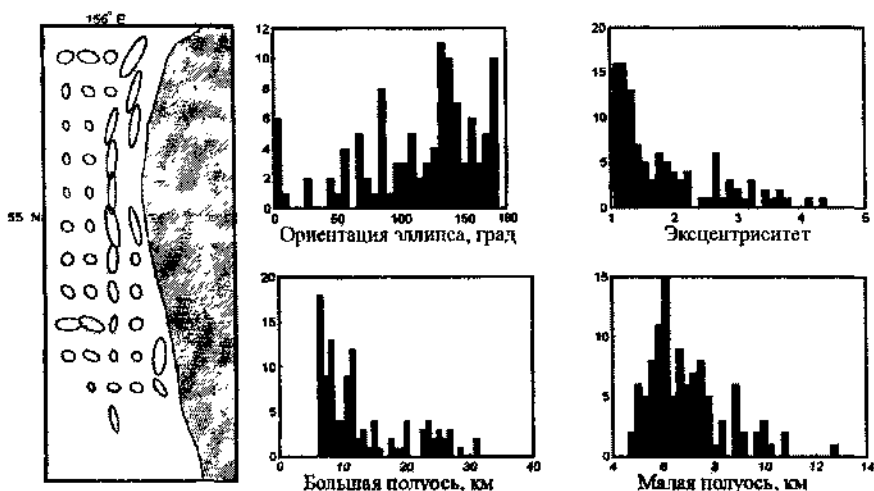 156° E
55 N
12
10
8
6
4
2
0
0 50 100 150 180
Ориентация эллипса, град
20
15
10
5
0
1 2 3 4 5
Эксцентриситет
20
15
10
5
0
0 10 20 30 40
Большая полуось, км
15
10
5
0
4 6 8 10 12 14
Малая полуось, км